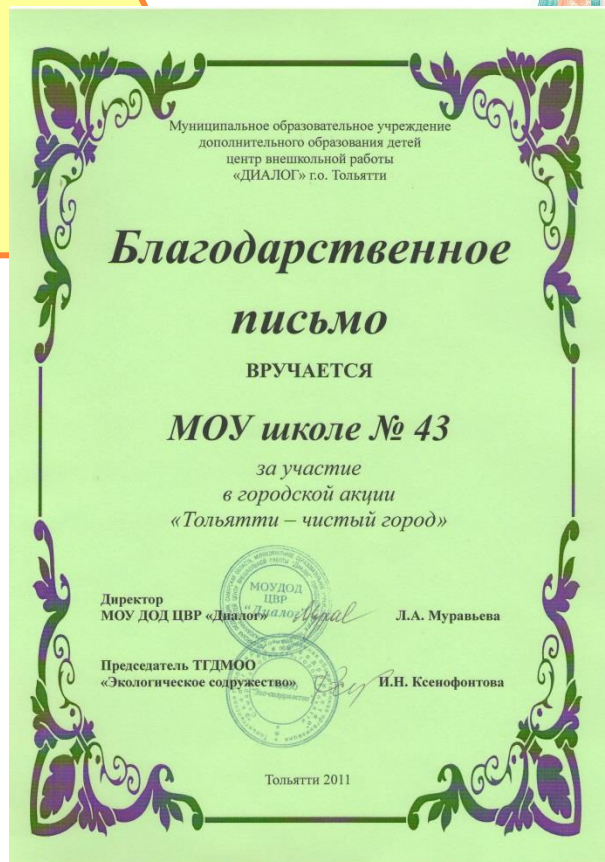 Муниципальное образовательное учреждение
дополнительного образования детей
центр внешкольной работы
«ДИАЛОГ» г.о. Тольятти
Благодарственное
письмо
ВРУЧАЕТСЯ
МОУ школе № 43
за участие
в городской акции
«Тольятти – чистый город»
МОУДОД
ЦВР
«Диалог»
Директор
МОУ ДОД ЦВР «Диалог» Л.А. Муравьева
Председатель ТГДМОО
«Экологическое содружество» И.Н. Ксенофонтова
Тольятти 2011